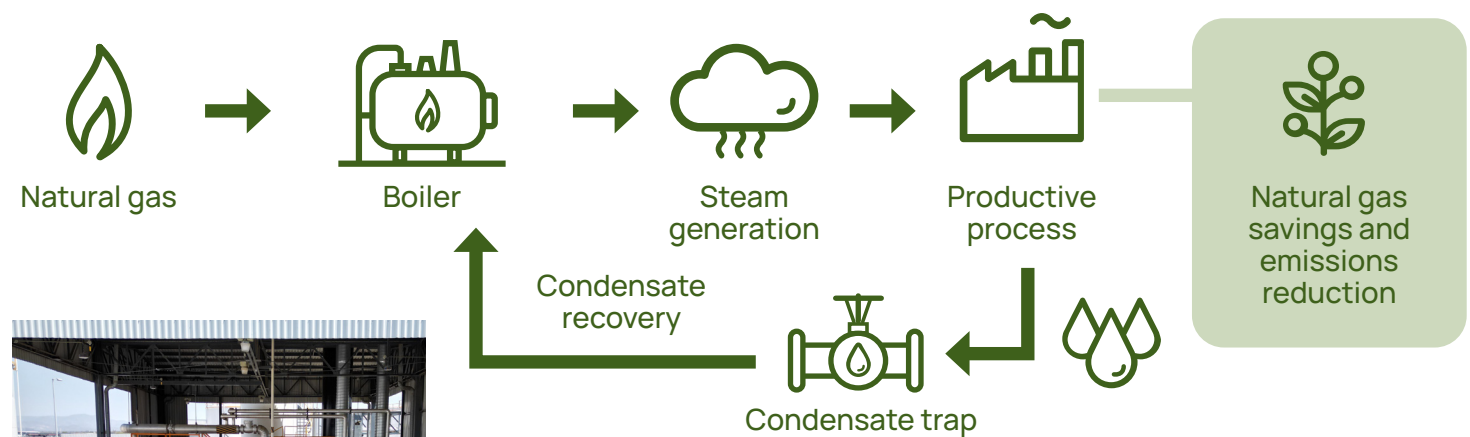 Natural gas
Boiler
Steam
generation
Productive
process
Natural gas
savings and
emissions
reduction
Condensate
recovery
Condensate trap